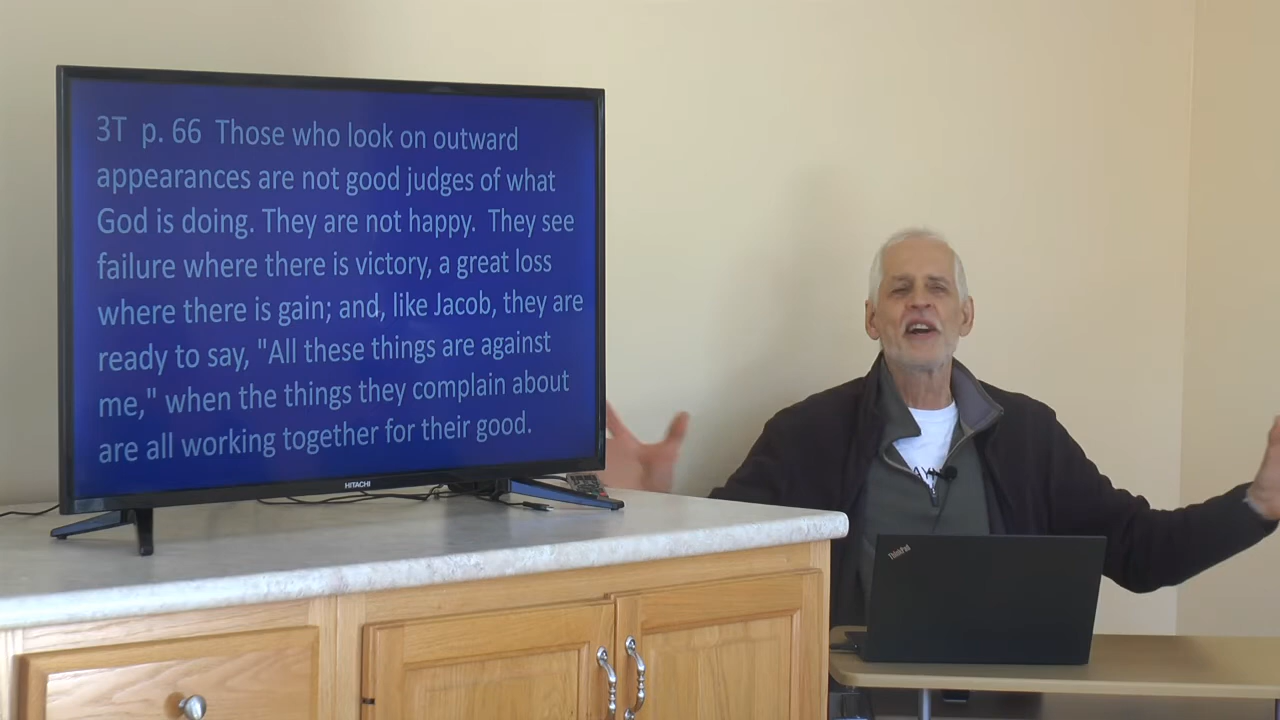 3T p. 66 Those who look on outward
appearances are not good judges of what
God is doing. They are not happy. They see
failure where there is victory, a great loss
where there is gain; and, like Jacob, they are
ready to say, "All these things are against
me," when the things they complain about
are all working together for their good.
HITACHI
ThinkPad